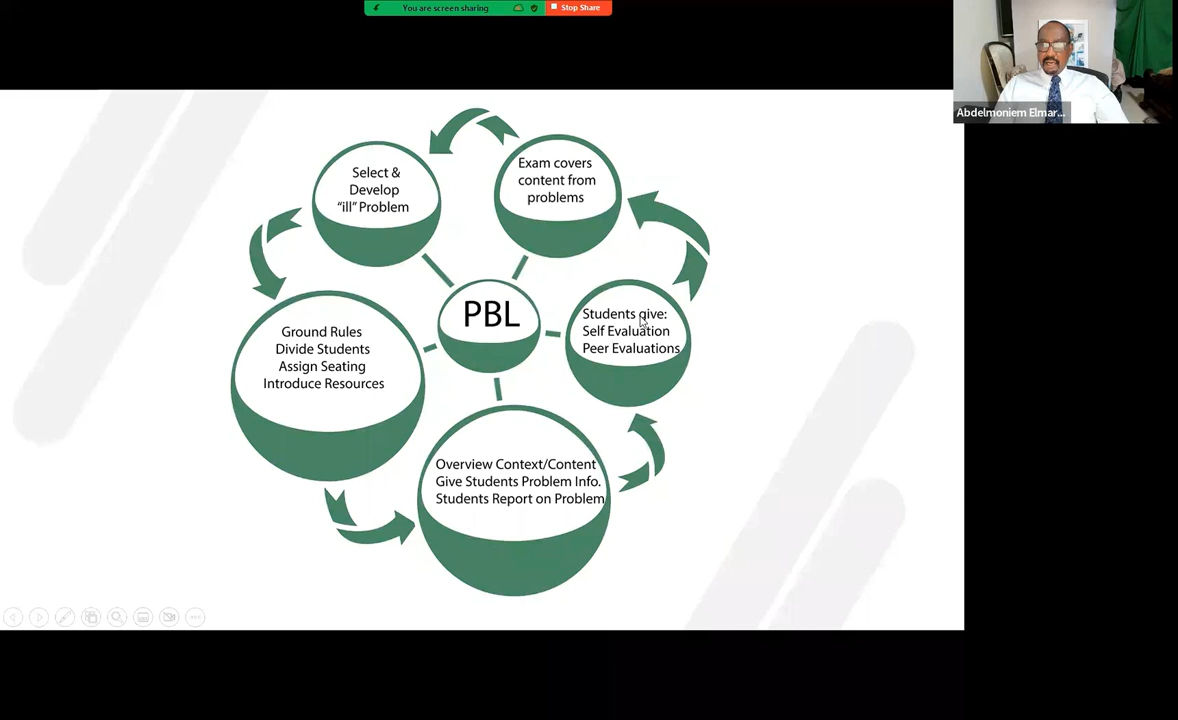 You are screen sharing
Stop Share
Abdelmoniem Elmar...
Select &
Develop
“ill” Problem
Exam covers
content from
problems
PBL
Students give:
Self Evaluation
Peer Evaluations
Ground Rules
Divide Students
Assign Seating
Introduce Resources
Overview Context/Content
Give Students Problem Info.
Students Report on Problem